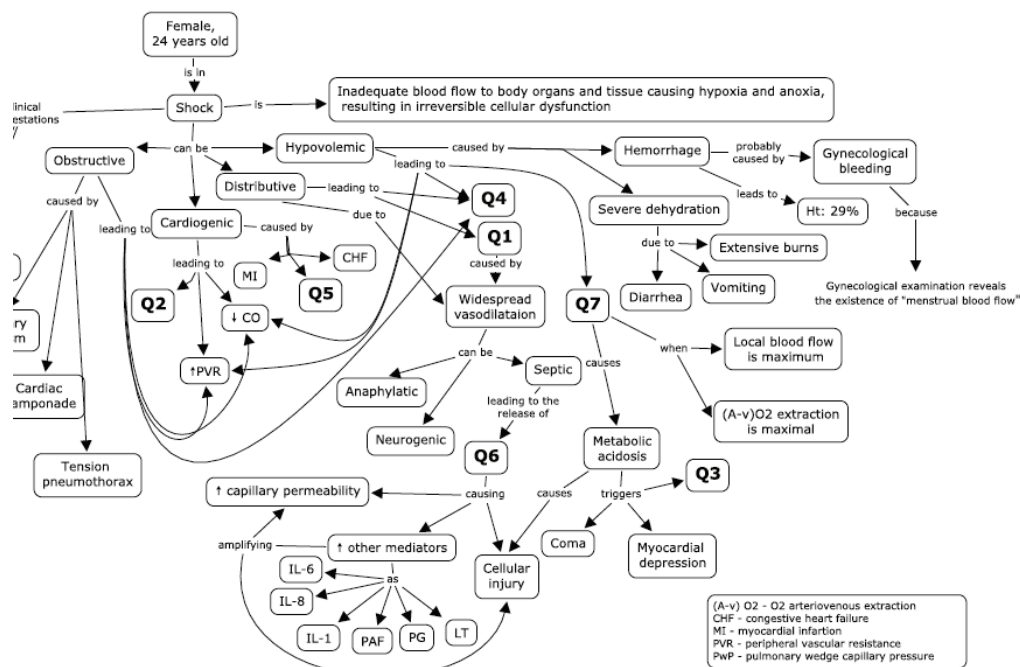 Female,
24 years old
is in
linical
estations
Shock
is
Inadequate blood flow to body organs and tissue causing hypoxia and anoxia,
resulting in irreversible cellular dysfunction
Obstructive
can be
Hypovolemic
caused by
Hemorrhage
probably
caused by
Gynecological
bleeding
leading to
Distributive
leading to
Q4
leads to
Ht: 29%
caused by
due to
Severe dehydration
because
leading to
Cardiogenic
caused by
Q1
due to
Extensive burns
leading to
MI
CHF
caused by
Q2
Q5
Widespread
vasodilataion
Q7
Diarrhea
Vomiting
Gynecological examination reveals
the existence of "menstrual blood flow"
↓ CO
ary
m
can be
when
Local blood flow
is maximum
↑PVR
Septic
causes
Cardiac
amponade
Anaphylatic
leading to the
release of
(A-v)O2 extraction
is maximal
Neurogenic
Metabolic
acidosis
Tension
pneumothorax
Q6
Q3
↑ capillary permeability
causing
causes
triggers
amplifying
↑ other mediators
Coma
Myocardial
depression
IL-6
as
Cellular
injury
IL-8
IL-1
PAF
PG
LT
(A-v) O2 - O2 arteriovenous extraction
CHF - congestive heart failure
MI - myocardial infartion
PVR - peripheral vascular resistance
PwP - pulmonary wedge capillary pressure